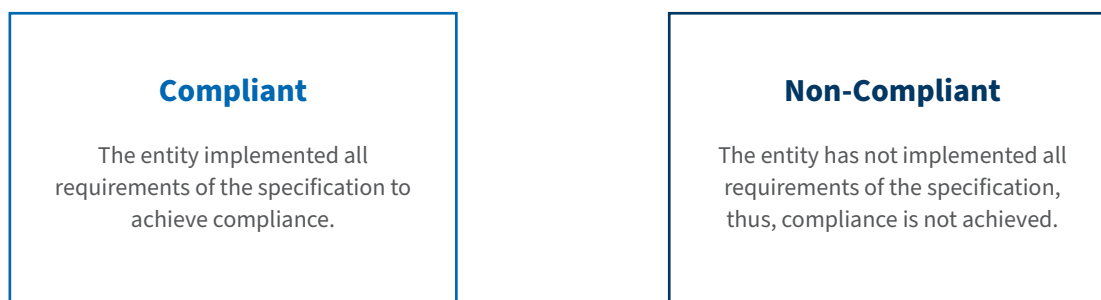 Compliant
The entity implemented all
requirements of the specification to
achieve compliance.
Non-Compliant
The entity has not implemented all
requirements of the specification,
thus, compliance is not achieved.